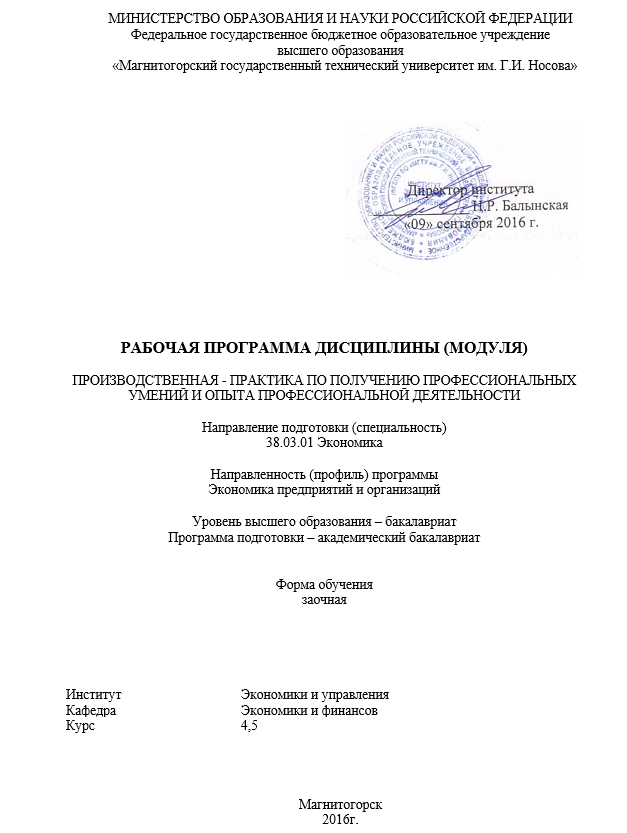 МИНИСТЕРСТВО ОБРАЗОВАНИЯ И НАУКИ РОССИЙСКОЙ ФЕДЕРАЦИИ
Федеральное государственное бюджетное образовательное учреждение
высшего образования
«Магнитогорский государственный технический университет им. Г.И. Носова»
Директор института
Н.Р. Балынская
«09» сентября 2016 г.
РАБОЧАЯ ПРОГРАММА ДИСЦИПЛИНЫ (МОДУЛЯ)
ПРОИЗВОДСТВЕННАЯ - ПРАКТИКА ПО ПОЛУЧЕНИЮ ПРОФЕССИОНАЛЬНЫХ
УМЕНИЙ И ОПЫТА ПРОФЕССИОНАЛЬНОЙ ДЕЯТЕЛЬНОСТИ
Направление подготовки (специальность)
38.03.01 Экономика
Направленность (профиль) программы
Экономика предприятий и организаций
Уровень высшего образования – бакалавриат
Программа подготовки – академический бакалавриат
Форма обучения
заочная
Институт Экономики и управления
Кафедра Экономики и финансов
Курс 4,5
Магнитогорск
2016г.